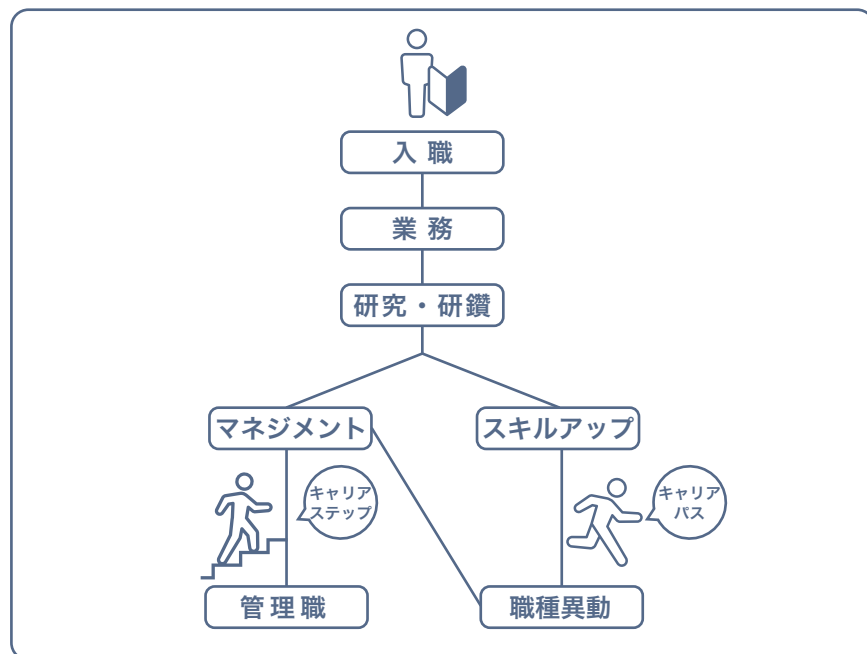 入職
業務
研究・研鑽
マネジメント
スキルアップ
キャリア
ステップ
キャリア
パス
管理職
職種異動